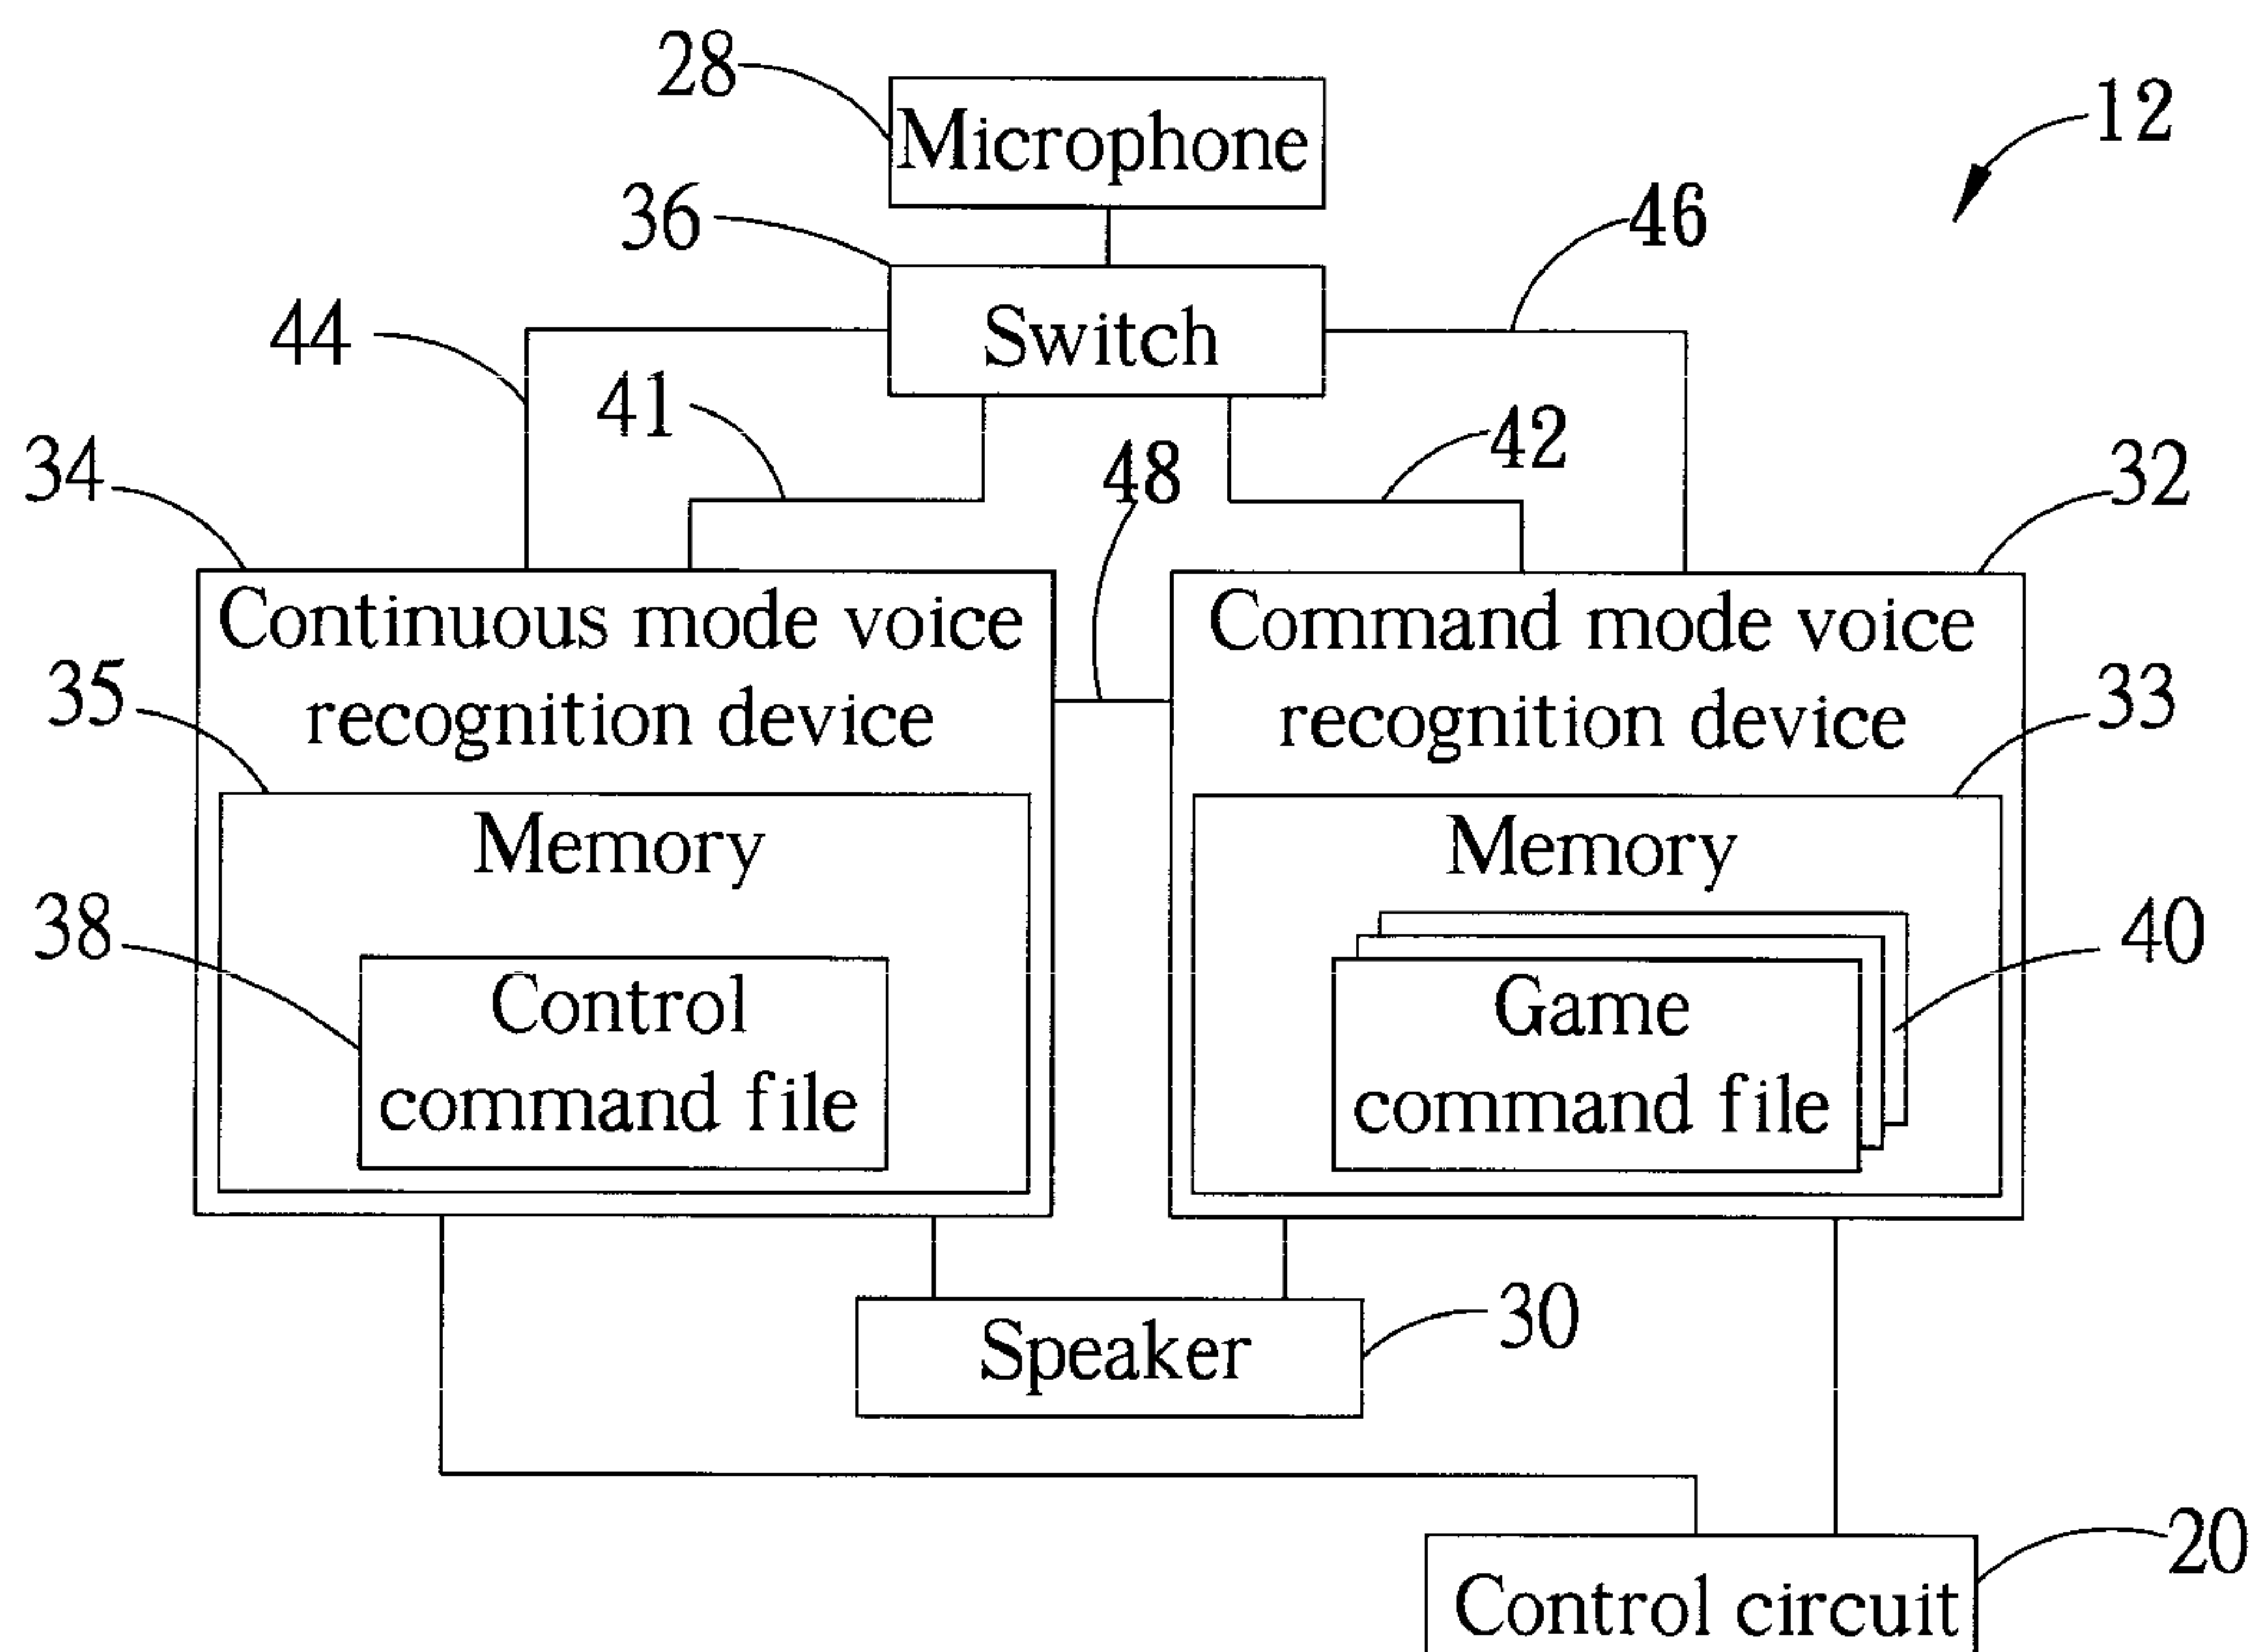 28
Microphone
12
36
46
44
Switch
41
42
48
34
32
Continuous mode voice
recognition device
Command mode voice
recognition device
35
33
Memory
Memory
38
40
Control
command file
Game
command file
Speaker
30
20
Control circuit